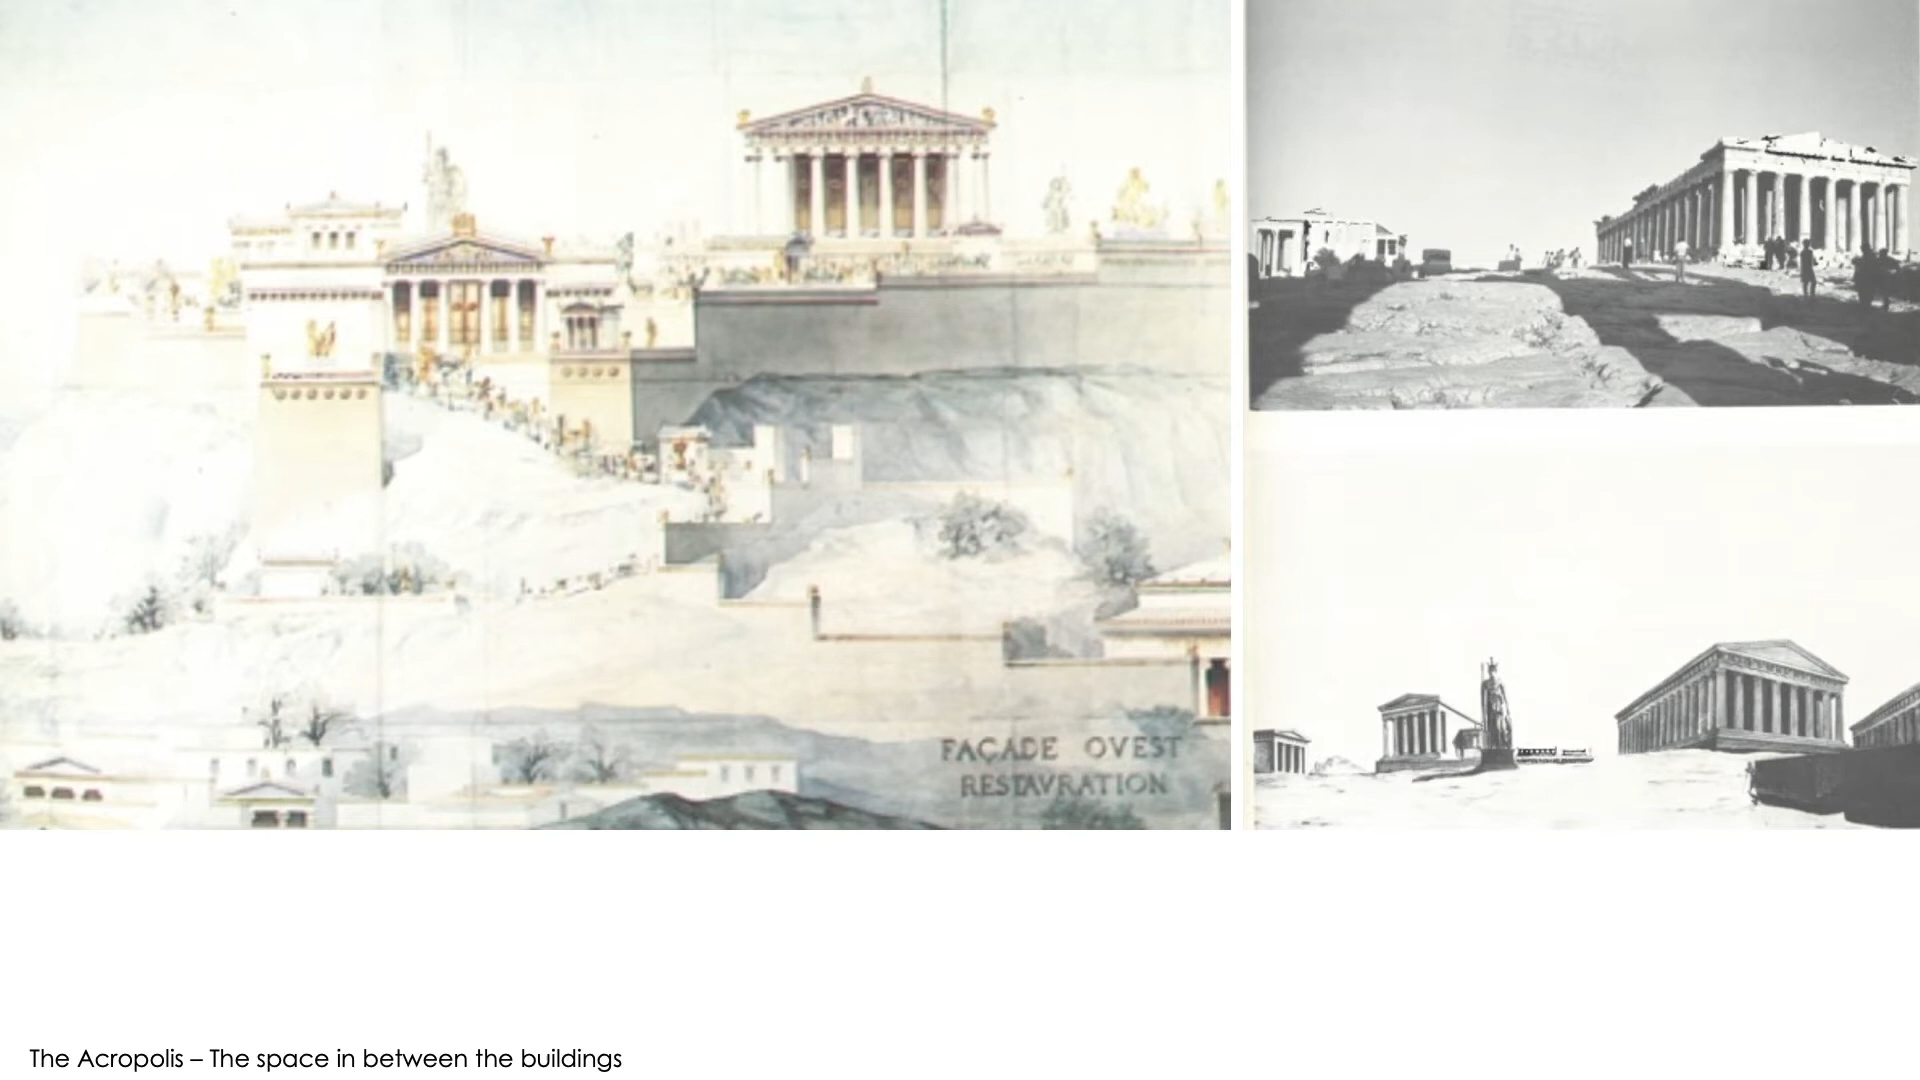 FAÇADE OVEST
RESTAVRATION
The Acropolis – The space in between the buildings